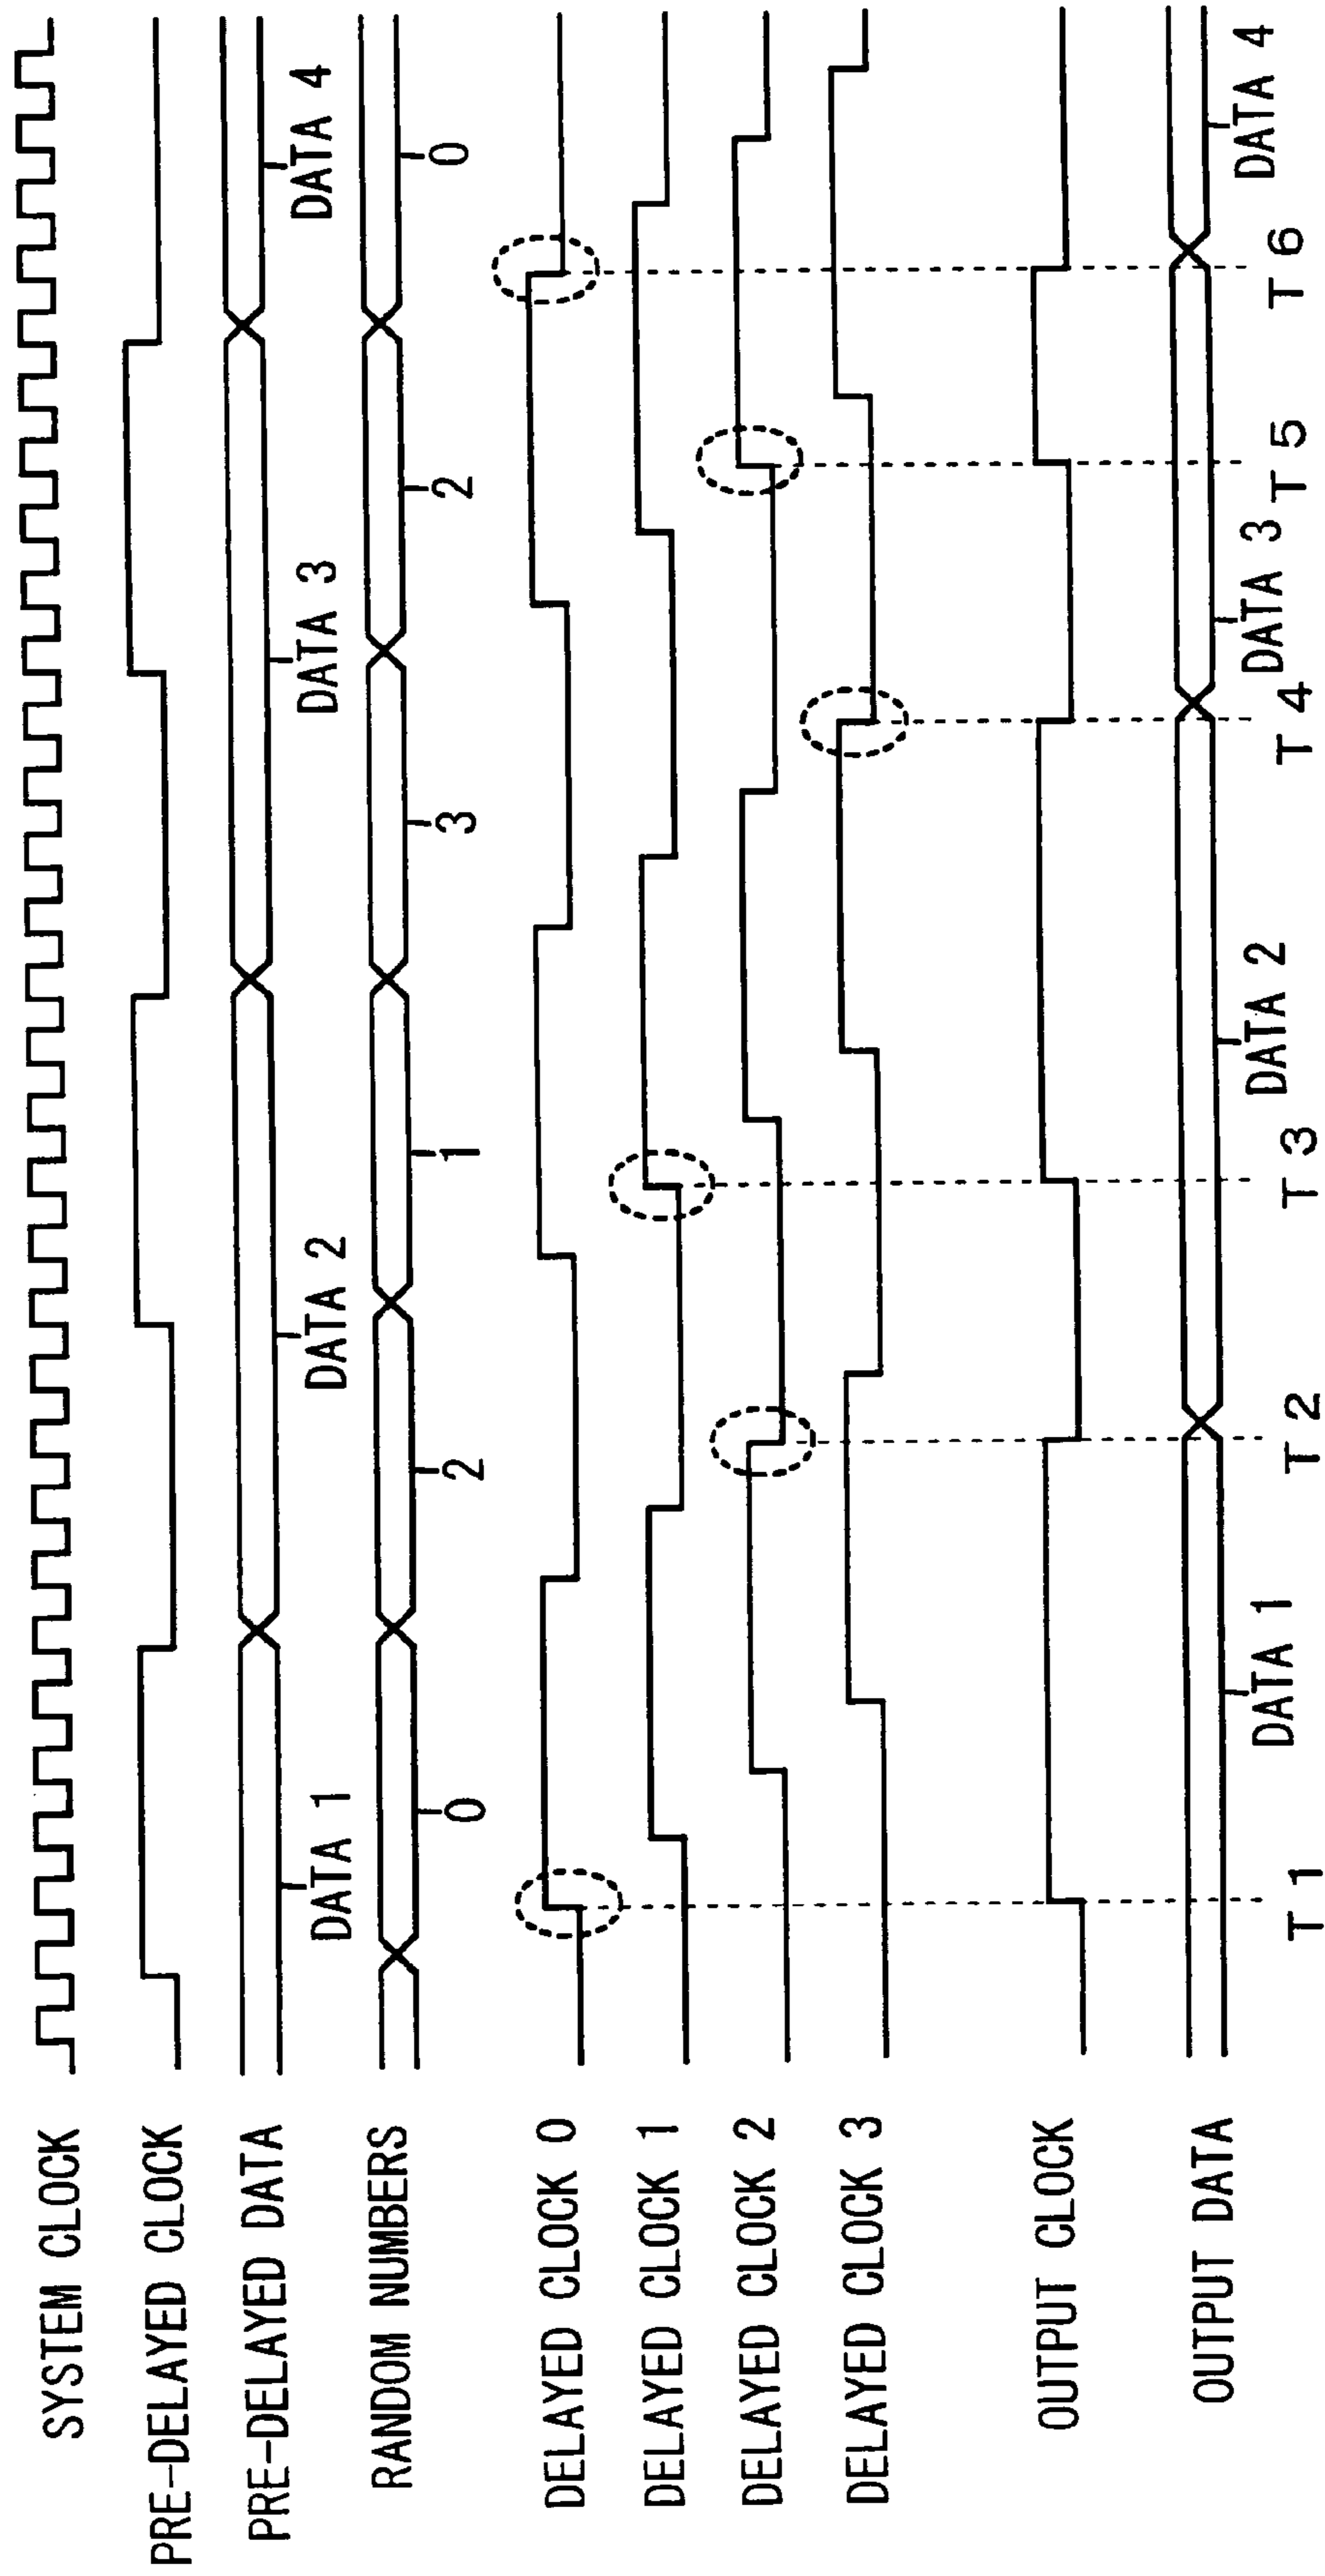 SYSTEM CLOCK
PRE-DELAYED CLOCK
PRE-DELAYED DATA
DATA 1
DATA 2
DATA 3
DATA 4
RANDOM NUMBERS
0
2
1
3
2
0
DELAYED CLOCK 0
DELAYED CLOCK 1
DELAYED CLOCK 2
DELAYED CLOCK 3
OUTPUT CLOCK
OUTPUT DATA
DATA 1
DATA 2
DATA 3
DATA 4
T 1
T 2
T 3
T 4
T 5
T 6